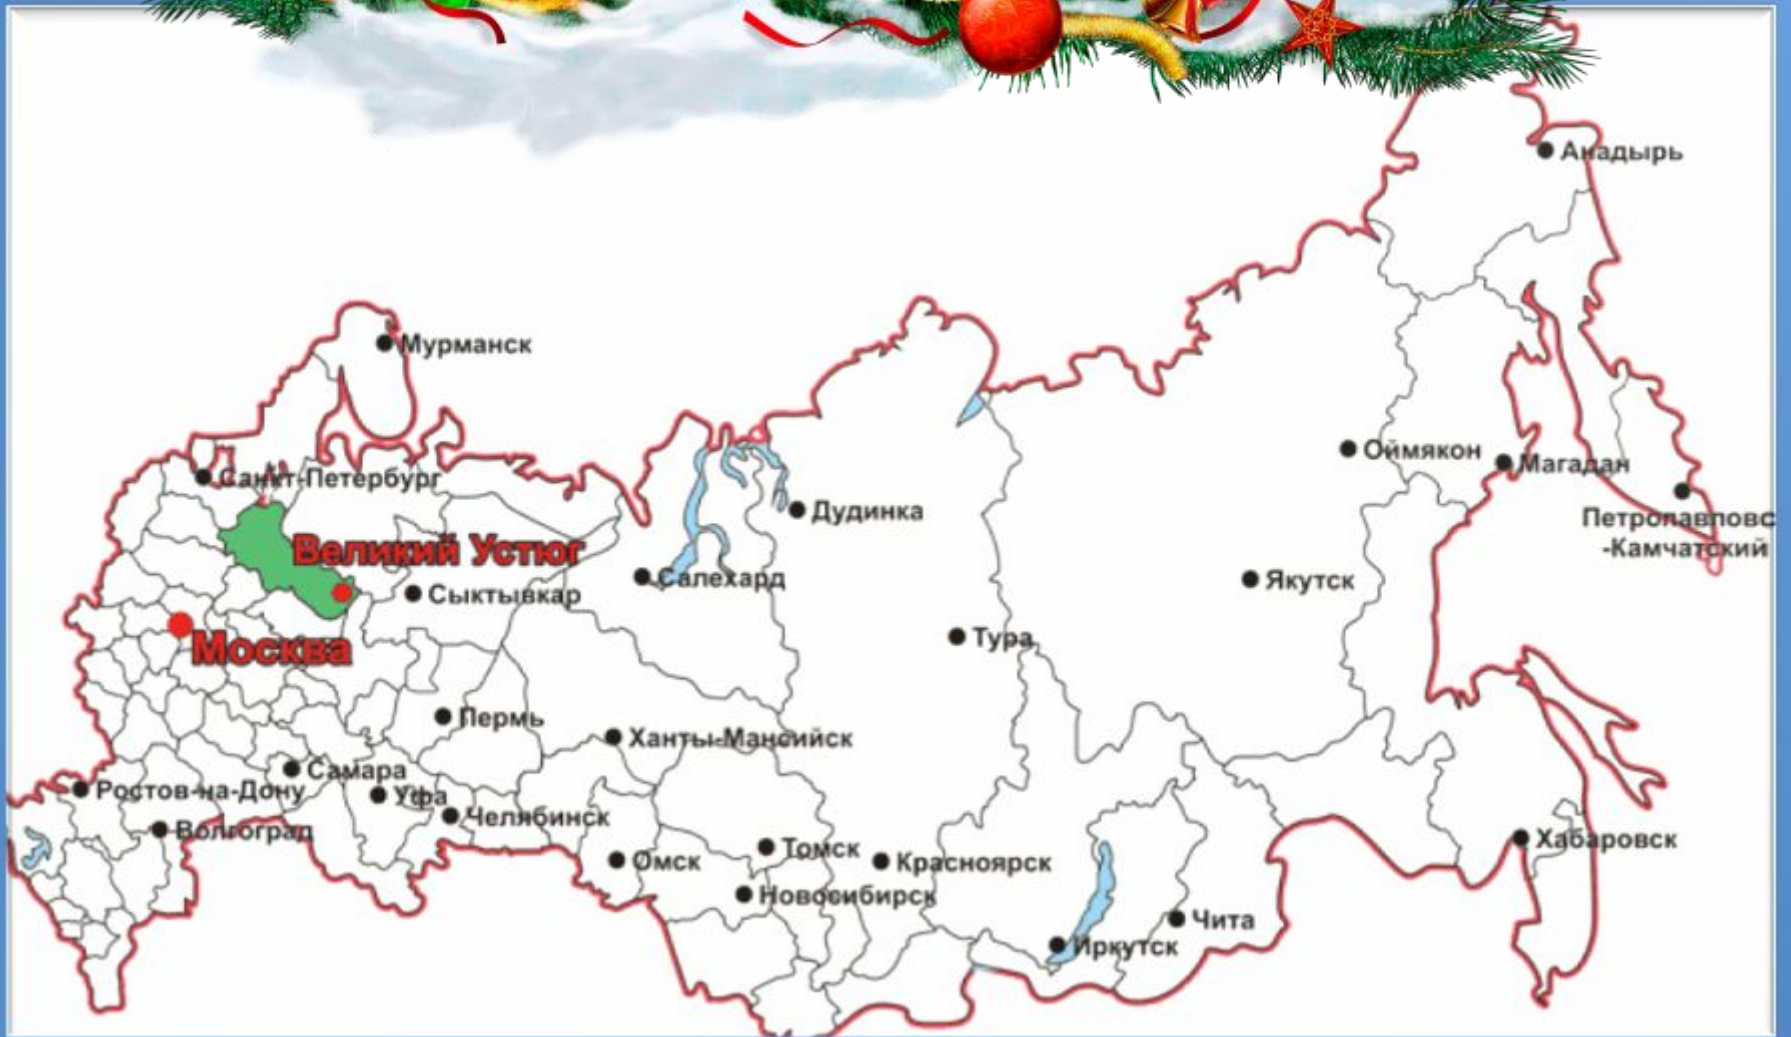 Анадырь
Мурманск
Оймякон
Магадан
Санкт-Петербург
Петропавловс
-Камчатский
Дудинка
Великий Устюг
Салехард
Якутск
Сыктывкар
Москва
Тура
Пермь
Ханты-Мансийск
Самара
Ростов-на-Дону
Уфа
Челябинск
Волгоград
Хабаровск
Томск
Омск
Красноярск
Новосибирск
Чита
Иркутск